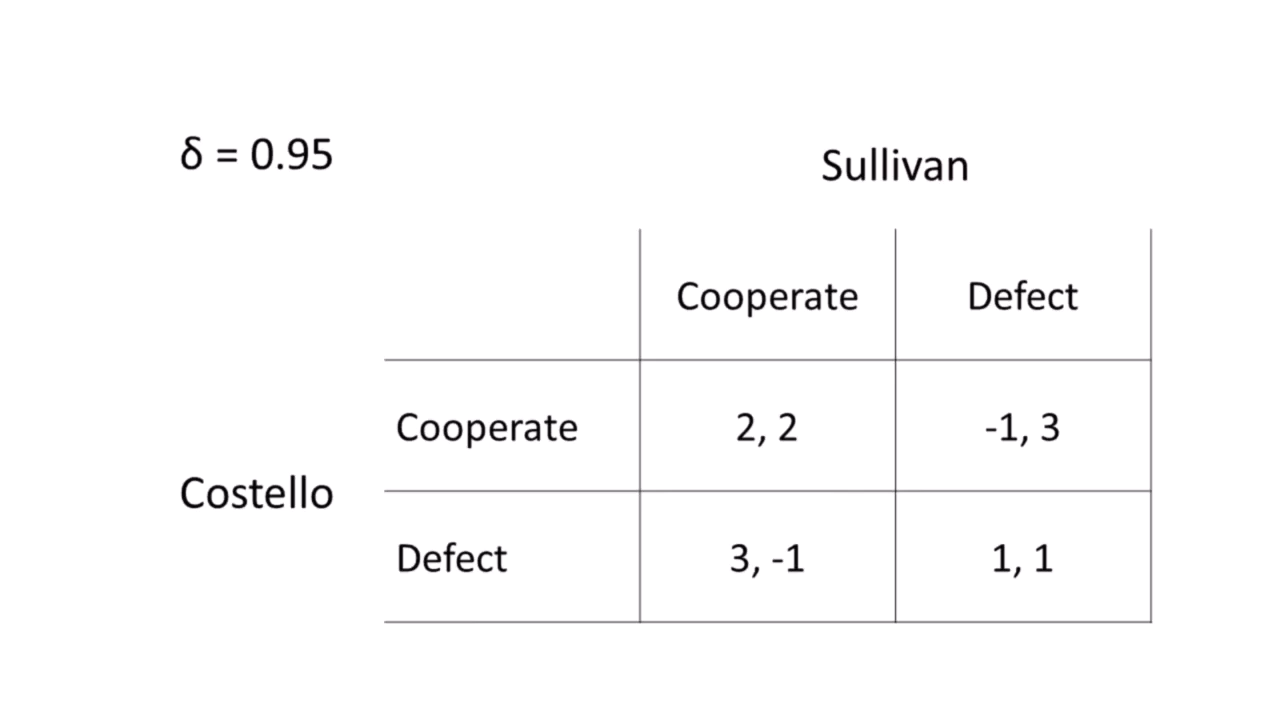 δ = 0.95
Sullivan
Cooperate Defect
Cooperate 2, 2 -1, 3
Costello
Defect 3, -1 1, 1